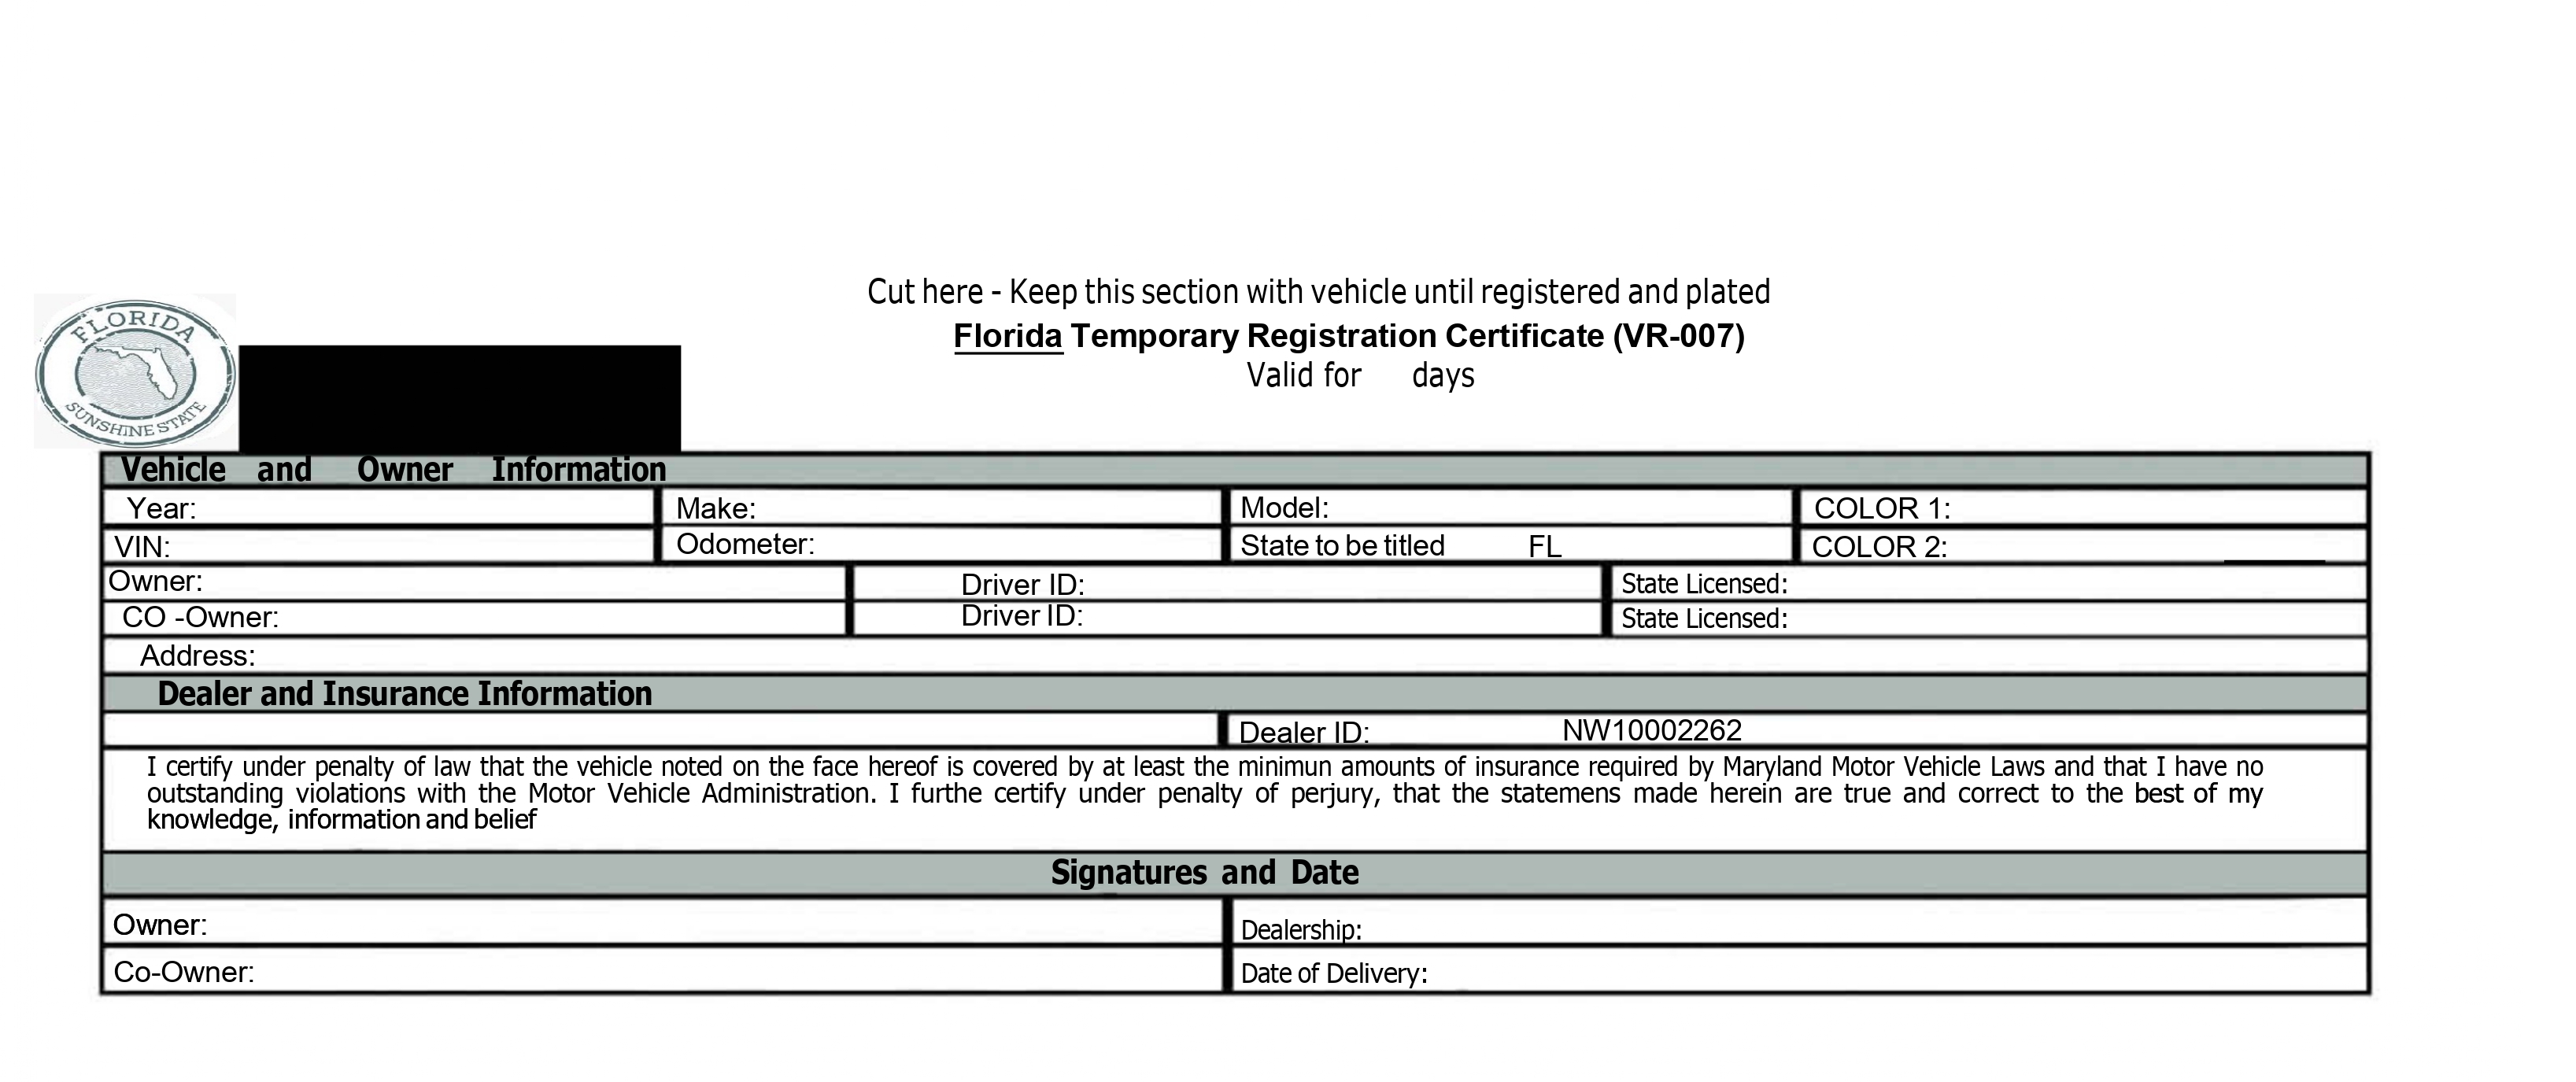 Cut here - Keep this section with vehicle until registered and plated
FLORIDA
SUNSHINE STATE
Florida Temporary Registration Certificate (VR-007)
Valid for days
Vehicle and Owner Information
Year: Make: Model: COLOR 1:
VIN: Odometer: State to be titled FL COLOR 2:
Owner: Driver ID: State Licensed:
CO -Owner: Driver ID: State Licensed:
Address:
Dealer and Insurance Information
Dealer ID: NW10002262
I certify under penalty of law that the vehicle noted on the face hereof is covered by at least the minimun amounts of insurance required by Maryland Motor Vehicle Laws and that I have no
outstanding violations with the Motor Vehicle Administration. I furthe certify under penalty of perjury, that the statemens made herein are true and correct to the best of my
knowledge, information and belief
Signatures and Date
Owner: Dealership:
Co-Owner: Date of Delivery: